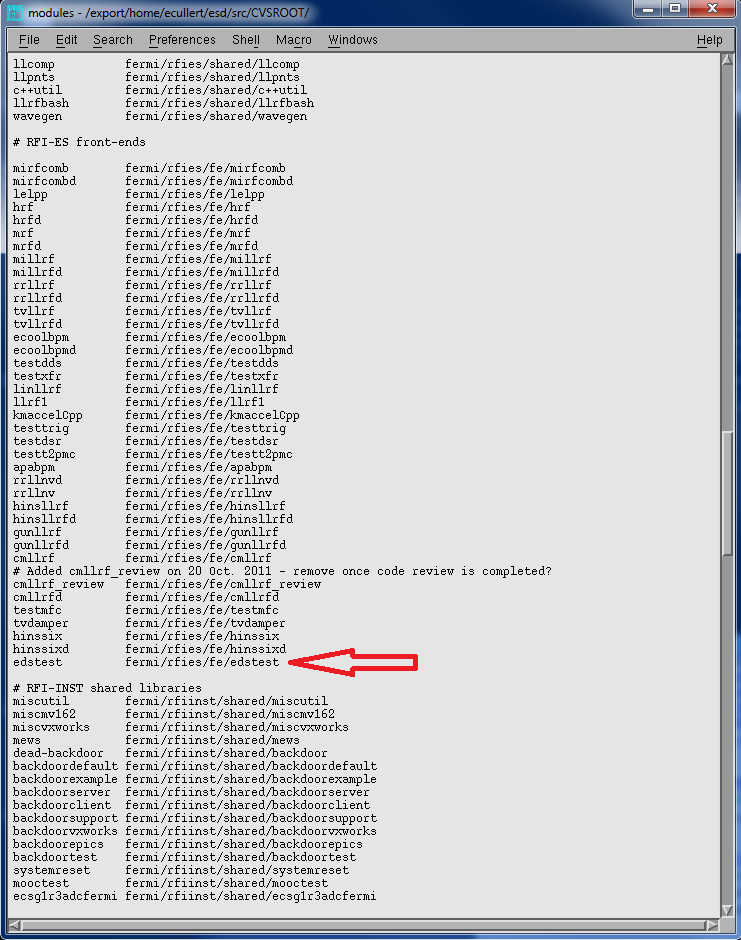 modules - /export/home/ecullert/esd/src/CVSROOT/
File Edit Search Preferences Shell Macro Windows Help
llcomp fermi/rfies/shared/llcomp
llpnts fermi/rfies/shared/llpnts
c++util fermi/rfies/shared/c++util
llrfbash fermi/rfies/shared/llrfbash
wavegen fermi/rfies/shared/wavegen
# RFI-ES front-ends
mirfcomb fermi/rfies/fe/mirfcomb
mirfcombd fermi/rfies/fe/mirfcombd
lelpp fermi/rfies/fe/lelpp
hrf fermi/rfies/fe/hrf
hrfd fermi/rfies/fe/hrfd
mrf fermi/rfies/fe/mrf
mrfd fermi/rfies/fe/mrfd
millrf fermi/rfies/fe/millrf
millrfd fermi/rfies/fe/millrfd
rrllrf fermi/rfies/fe/rrllrf
rrllrfd fermi/rfies/fe/rrllrfd
tvllrf fermi/rfies/fe/tvllrf
tvllrfd fermi/rfies/fe/tvllrfd
ecoolbpm fermi/rfies/fe/ecoolbpm
ecoolbpmd fermi/rfies/fe/ecoolbpmd
testdds fermi/rfies/fe/testdds
testxfr fermi/rfies/fe/testxfr
linllrf fermi/rfies/fe/linllrf
llrf1 fermi/rfies/fe/llrf1
kmaccelCpp fermi/rfies/fe/kmaccelCpp
testtrig fermi/rfies/fe/testtrig
testdsr fermi/rfies/fe/testdsr
testt2pmc fermi/rfies/fe/testt2pmc
apabpm fermi/rfies/fe/apabpm
rrllnvd fermi/rfies/fe/rrllnvd
rrllnv fermi/rfies/fe/rrllnv
hinsllrf fermi/rfies/fe/hinsllrf
hinsllrfd fermi/rfies/fe/hinsllrfd
gunllrf fermi/rfies/fe/gunllrf
gunllrfd fermi/rfies/fe/gunllrfd
cmllrf fermi/rfies/fe/cmllrf
# Added cmllrf_review on 20 Oct. 2011 - remove once code review is completed?
cmllrf_review fermi/rfies/fe/cmllrf_review
cmllrfd fermi/rfies/fe/cmllrfd
testmfc fermi/rfies/fe/testmfc
tvdamper fermi/rfies/fe/tvdamper
hinssix fermi/rfies/fe/hinssix
hinssixd fermi/rfies/fe/hinssixd
edstest fermi/rfies/fe/edstest
# RFI-INST shared libraries
miscutil fermi/rfiinst/shared/miscutil
miscmv162 fermi/rfiinst/shared/miscmv162
miscvxworks fermi/rfiinst/shared/miscvxworks
mews fermi/rfiinst/shared/mews
dead-backdoor fermi/rfiinst/shared/backdoor
backdoordefault fermi/rfiinst/shared/backdoordefault
backdoorexample fermi/rfiinst/shared/backdoorexample
backdoorserver fermi/rfiinst/shared/backdoorserver
backdoorclient fermi/rfiinst/shared/backdoorclient
backdoorsupport fermi/rfiinst/shared/backdoorsupport
backdoorvxworks fermi/rfiinst/shared/backdoorvxworks
backdoorepics fermi/rfiinst/shared/backdoorepics
backdoortest fermi/rfiinst/shared/backdoortest
systemreset fermi/rfiinst/shared/systemreset
mooctest fermi/rfiinst/shared/mooctest
ecsg1r3adcfermi fermi/rfiinst/shared/ecsg1r3adcfermi